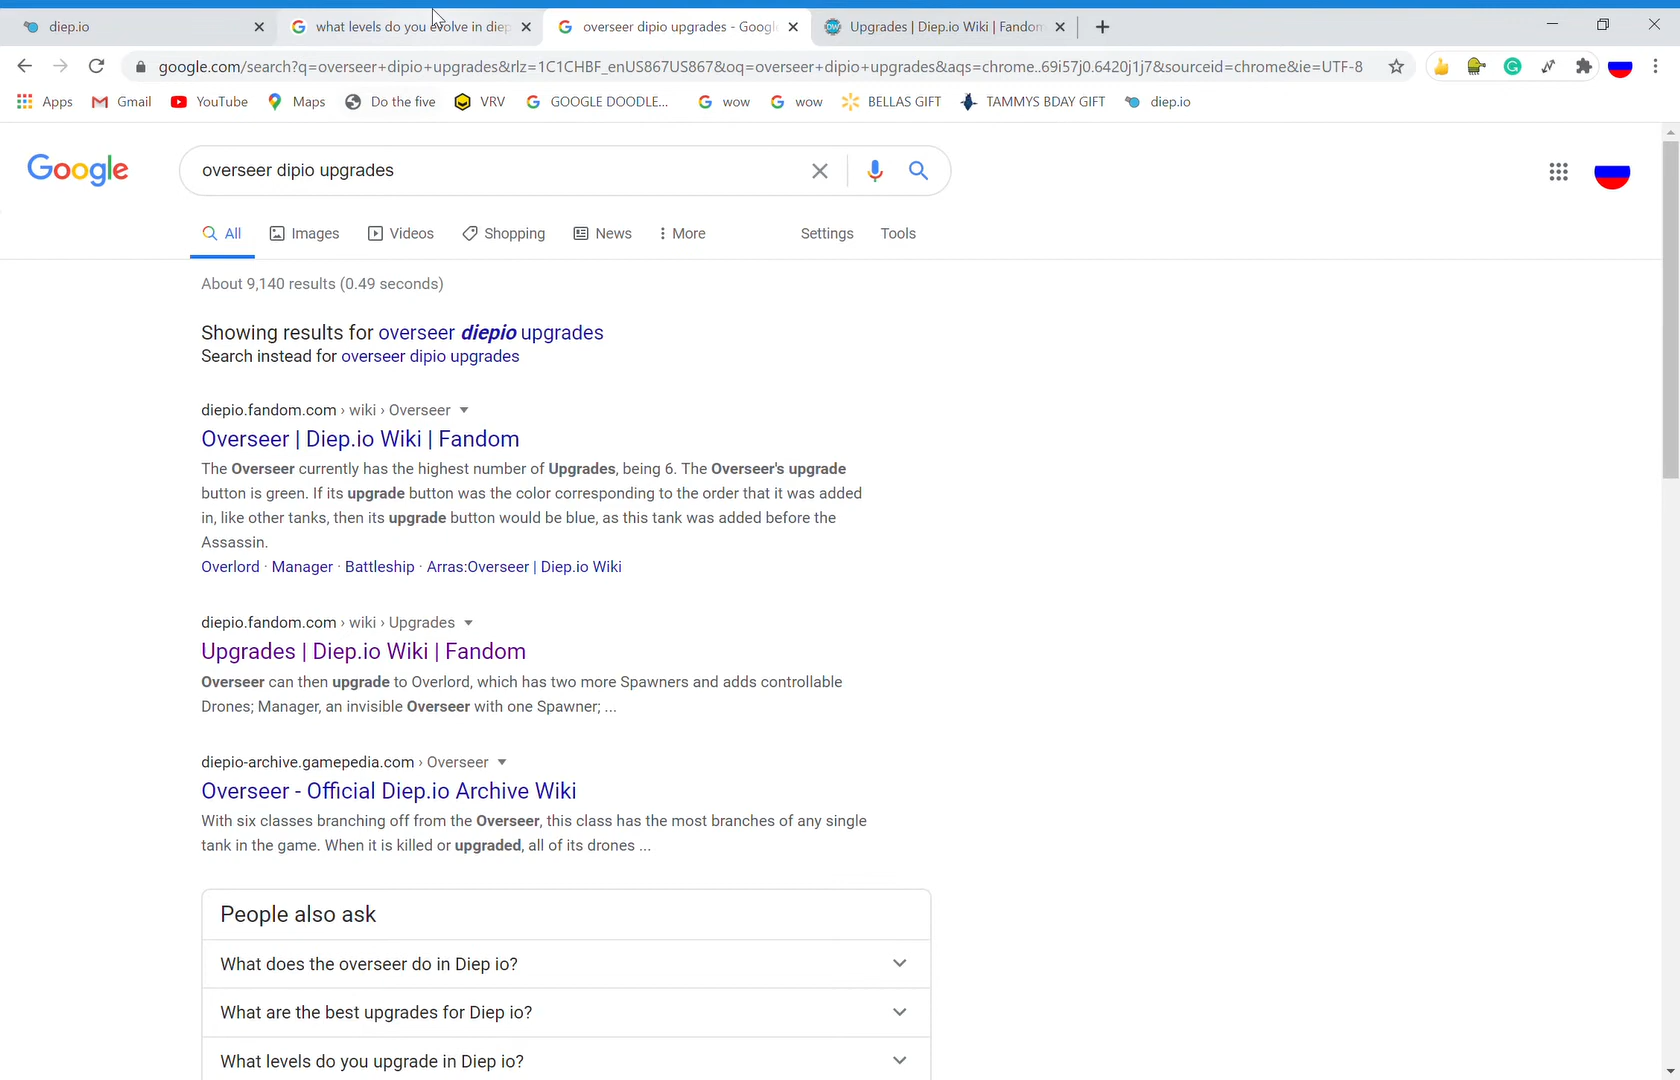 diep.io
what levels do you evolve in diep
overseer dipio upgrades - Googl
Upgrades | Diep.io Wiki | Fandom
google.com/search?q=overseer+dipio+upgrades&rlz=1C1CHBF_enUS867US867&oq=overseer+dipio+upgrades&aqs=chrome..69i57j0.6420j1j7&sourceid=chrome&ie=UTF-8
Apps Gmail YouTube Maps Do the five VRV GOOGLE DOODLE... wow wow BELLAS GIFT TAMMYS BDAY GIFT diep.io
Google
overseer dipio upgrades
All Images Videos Shopping News More Settings Tools
About 9,140 results (0.49 seconds)
Showing results for overseer diepio upgrades
Search instead for overseer dipio upgrades
diepio.fandom.com › wiki › Overseer
Overseer | Diep.io Wiki | Fandom
The Overseer currently has the highest number of Upgrades, being 6. The Overseer's upgrade
button is green. If its upgrade button was the color corresponding to the order that it was added
in, like other tanks, then its upgrade button would be blue, as this tank was added before the
Assassin.
Overlord · Manager · Battleship · Arras:Overseer | Diep.io Wiki
diepio.fandom.com › wiki › Upgrades
Upgrades | Diep.io Wiki | Fandom
Overseer can then upgrade to Overlord, which has two more Spawners and adds controllable
Drones; Manager, an invisible Overseer with one Spawner; ...
diepio-archive.gamepedia.com › Overseer
Overseer - Official Diep.io Archive Wiki
With six classes branching off from the Overseer, this class has the most branches of any single
tank in the game. When it is killed or upgraded, all of its drones ...
People also ask
What does the overseer do in Diep io?
What are the best upgrades for Diep io?
What levels do you upgrade in Diep io?